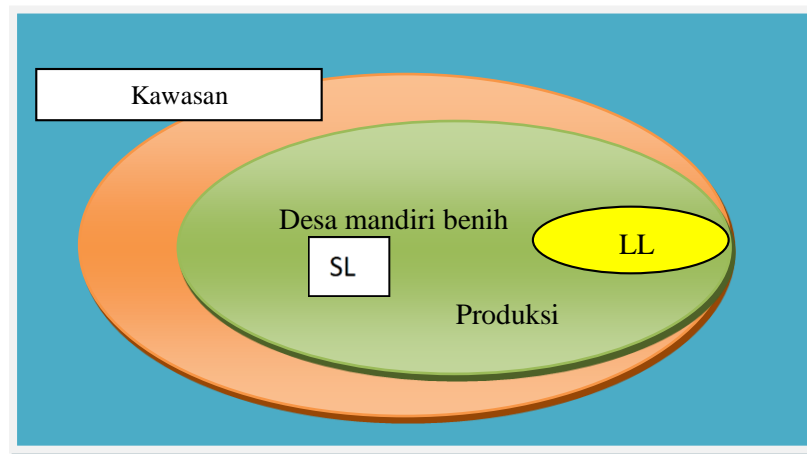 Kawasan
Desa mandiri benih
LL
SL
Produksi